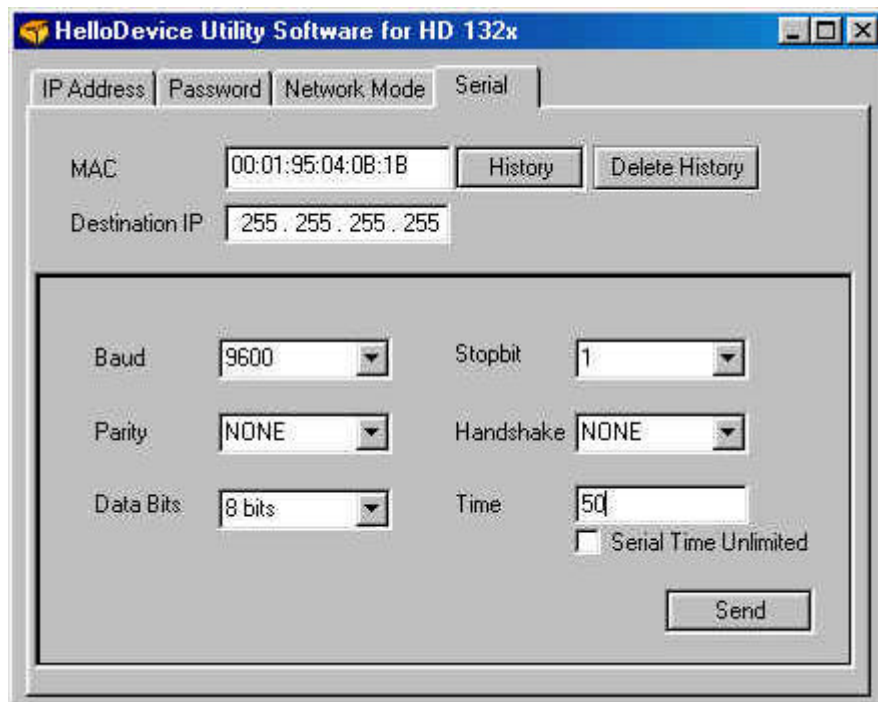 HelloDevice Utility Software for HD 132x
IP Address Password Network Mode Serial
MAC 00:01:95:04:0B:1B History Delete History
Destination IP 255 . 255 . 255 . 255
Baud 9600 Stopbit 1
Parity NONE Handshake NONE
Data Bits 8 bits Time 50
Serial Time Unlimited
Send